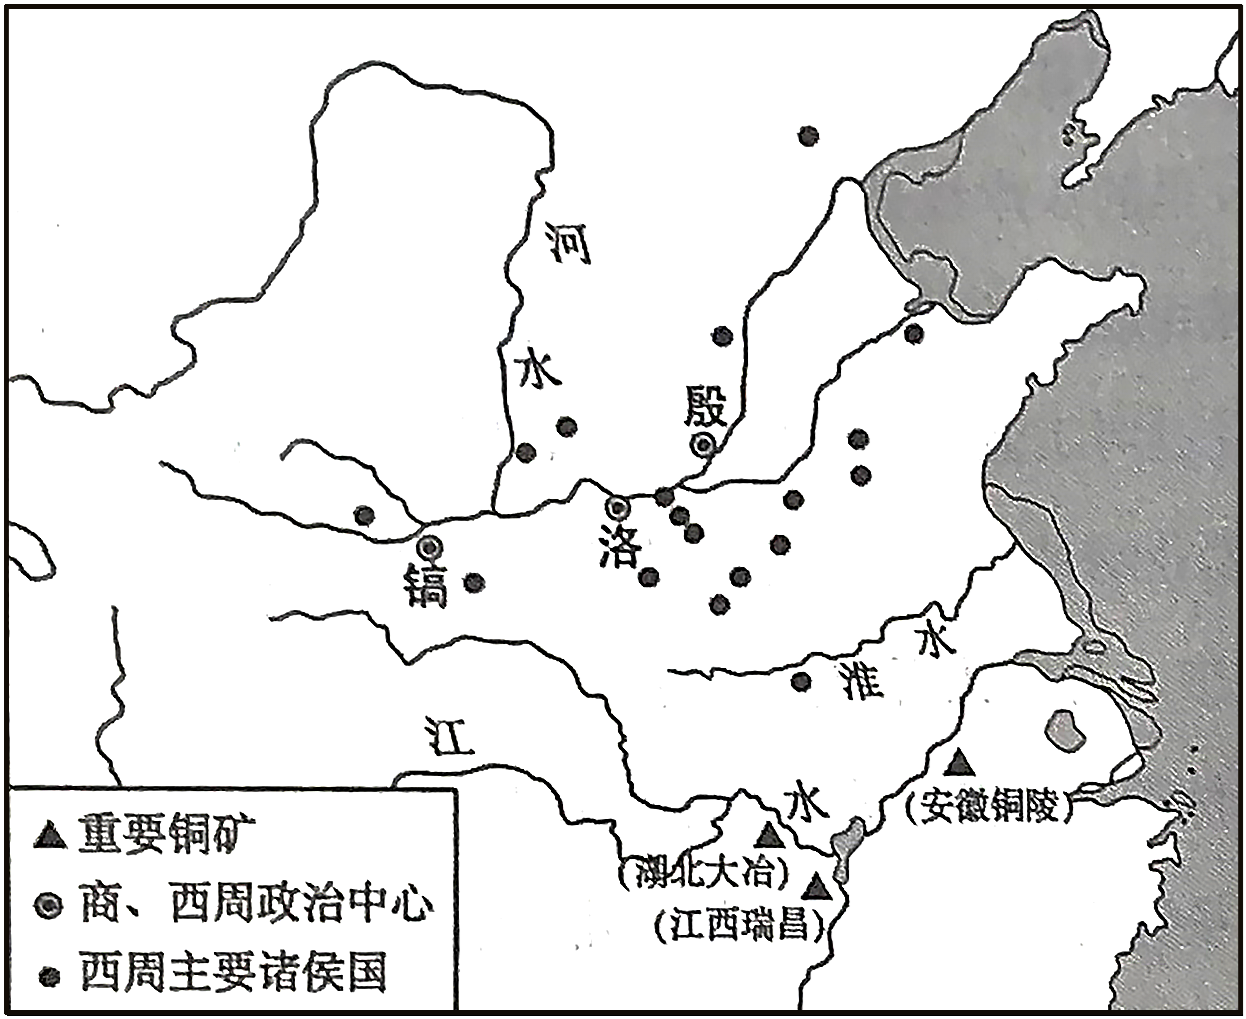 河
水
殷
洛
镐
水
淮
江
水
(安徽铜陵)
(湖北大冶)
(江西瑞昌)
重要铜矿
商、西周政治中心
西周主要诸侯国